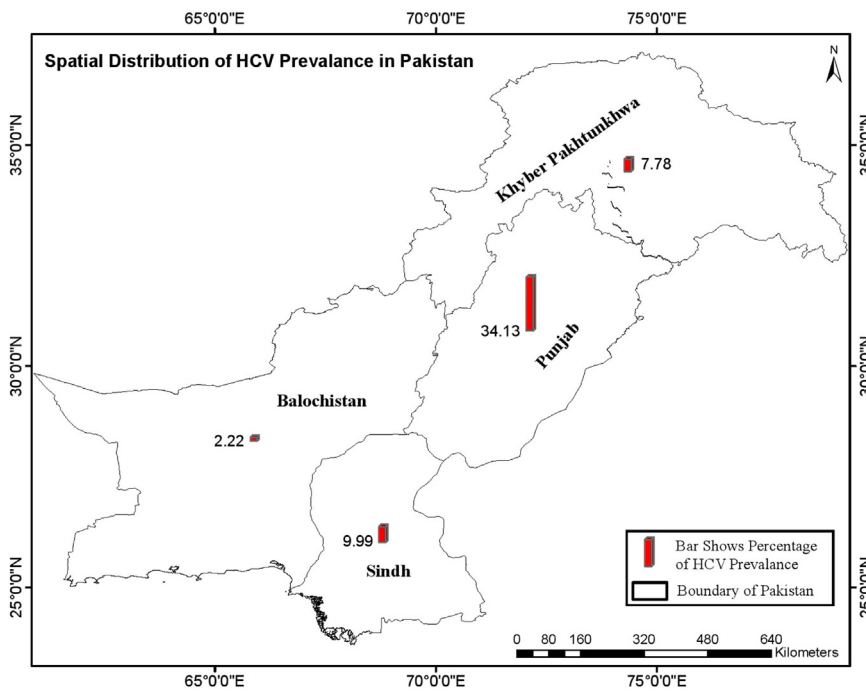 65°0'0"E 70°0'0"E 75°0'0"E
Spatial Distribution of HCV Prevalance in Pakistan
N
35°0'0"N
35°0'0"N
Khyber Pakhtunkhwa
7.78
34.13
Punjab
30°0'0"N
30°0'0"N
Balochistan
2.22
9.99
Sindh
Bar Shows Percentage
of HCV Prevalance
Boundary of Pakistan
25°0'0"N
25°0'0"N
0 80 160 320 480 640
Kilometers
65°0'0"E 70°0'0"E 75°0'0"E